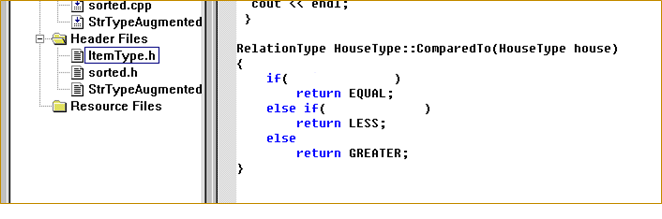 sorted.cpp
StrTypeAugmented
Header Files
ItemType.h
sorted.h
StrTypeAugmented
Resource Files
cout << endl;
}
RelationType HouseType::ComparedTo(HouseType house)
{
if( )
return EQUAL;
else if( )
return LESS;
else
return GREATER;
}